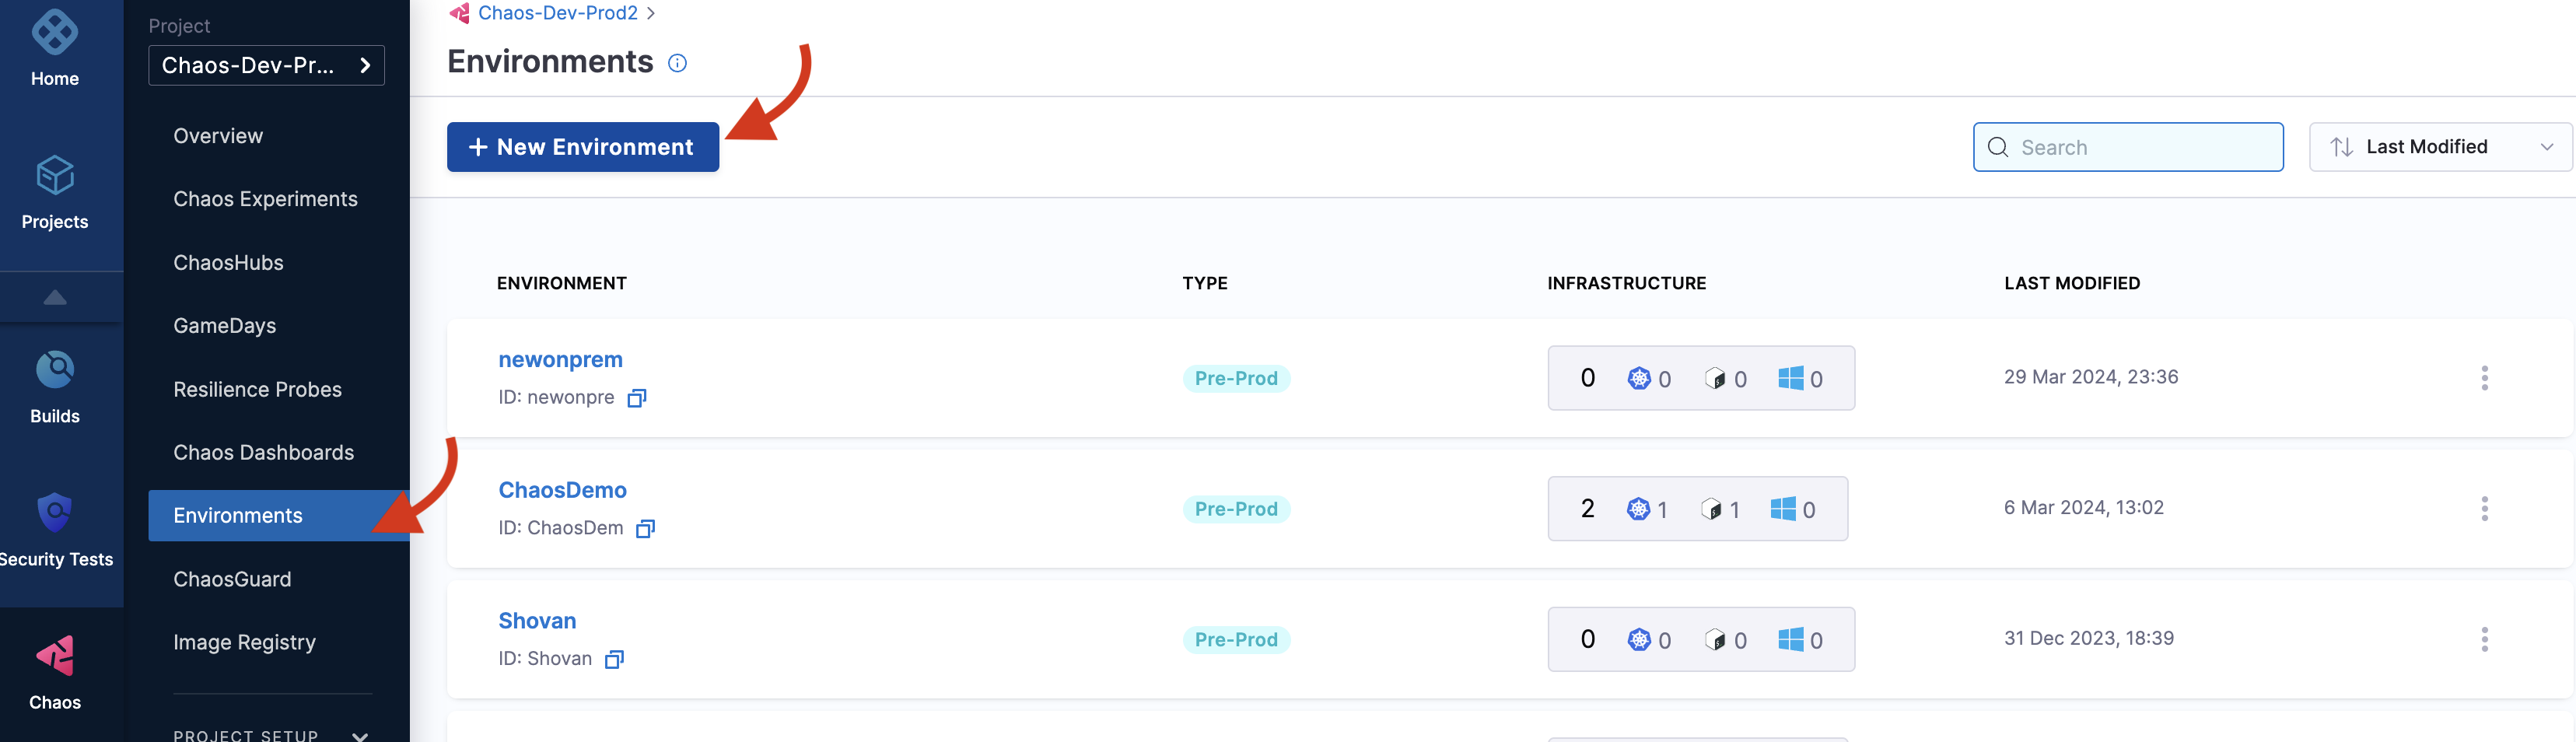 Home
Projects
Builds
Security Tests
Chaos
Project
Chaos-Dev-Pr...
Overview
Chaos Experiments
ChaosHubs
GameDays
Resilience Probes
Chaos Dashboards
Environments
ChaosGuard
Image Registry
PROJECT SETUP
Chaos-Dev-Prod2 >
Environments
+ New Environment
Search
Last Modified
ENVIRONMENT TYPE INFRASTRUCTURE LAST MODIFIED
newonprem
ID: newonpre
Pre-Prod
0 0 0 0
29 Mar 2024, 23:36
ChaosDemo
ID: ChaosDem
Pre-Prod
2 1 1 0
6 Mar 2024, 13:02
Shovan
ID: Shovan
Pre-Prod
0 0 0 0
31 Dec 2023, 18:39